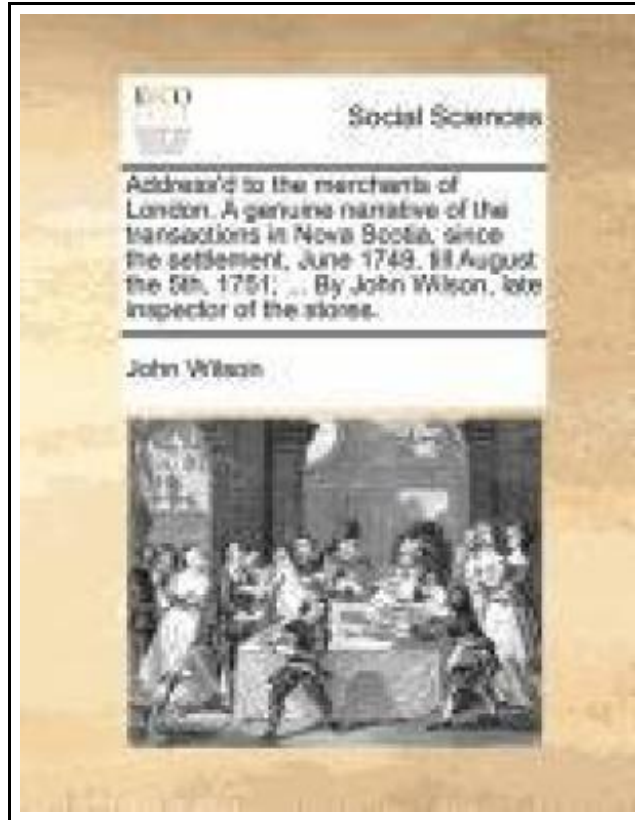 ECCO
Social Sciences
Address'd to the merchants of
London. A genuine narrative of the
transactions in Nova Scotia, since
the settlement, June 1749, till August
the 5th, 1751; ... By John Wilson, late
inspector of the stores.
John Wilson